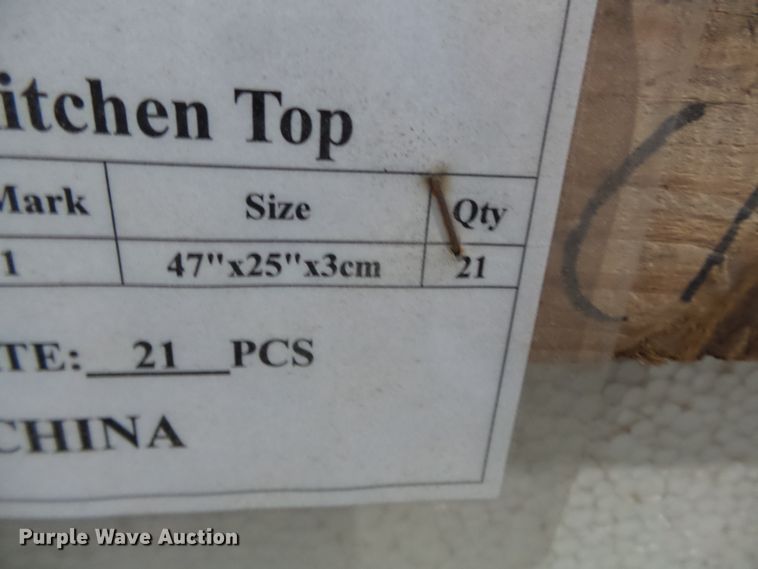 itchen Top
Mark Size Qty
1 47"x25"x3cm 21
TE: 21 PCS
CHINA
Purple Wave Auction